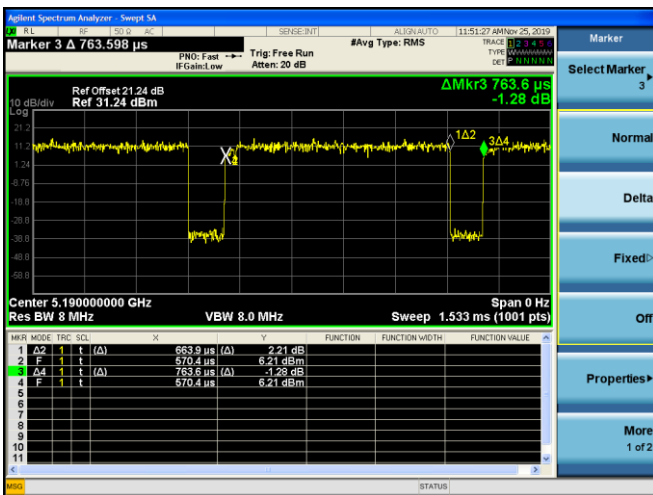 Agilent Spectrum Analyzer - Swept SA
LXI RL RF 50 Ω AC SENSE:INT ALIGN AUTO 11:51:27 AM Nov 25, 2019
Marker 3 Δ 763.598 µs
PNO: Fast
IFGain:Low
Trig: Free Run
Atten: 20 dB
#Avg Type: RMS
TRACE 1 2 3 4 5 6
TYPE WWWWWW
DET P N N N N N
Ref Offset 21.24 dB
10 dB/div Ref 31.24 dBm
Log
ΔMkr3 763.6 µs
-1.28 dB
21.2
11.2
1.24
-8.76
-18.8
-28.8
-38.8
-48.8
-58.8
1Δ2
3Δ4
Center 5.190000000 GHz Span 0 Hz
Res BW 8 MHz VBW 8.0 MHz Sweep 1.533 ms (1001 pts)
MKR MODE TRC SCL X Y FUNCTION FUNCTION WIDTH FUNCTION VALUE
1 Δ2 1 t (Δ) 663.9 µs (Δ) 2.21 dB
2 F 1 t 570.4 µs 6.21 dBm
3 Δ4 1 t (Δ) 763.6 µs (Δ) -1.28 dB
4 F 1 t 570.4 µs 6.21 dBm
5
6
7
8
9
10
11
MSG STATUS
Marker
Select Marker
3
Normal
Delta
Fixed
Off
Properties
More
1 of 2